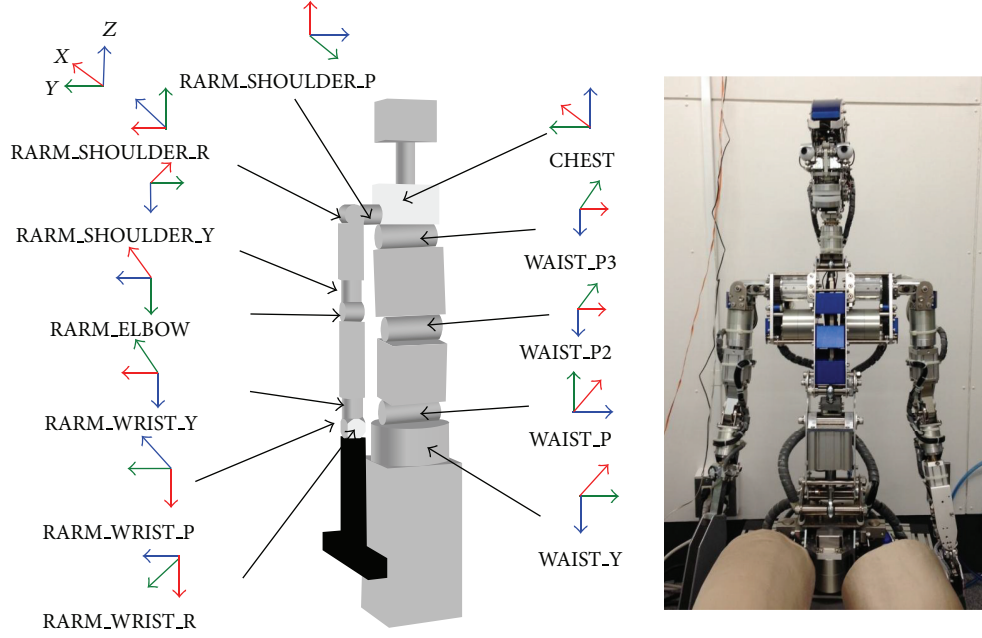 Z
X
Y
RARM_SHOULDER_P
RARM_SHOULDER_R
CHEST
RARM_SHOULDER_Y
WAIST_P3
RARM_ELBOW
WAIST_P2
RARM_WRIST_Y
WAIST_P
RARM_WRIST_P
WAIST_Y
RARM_WRIST_R